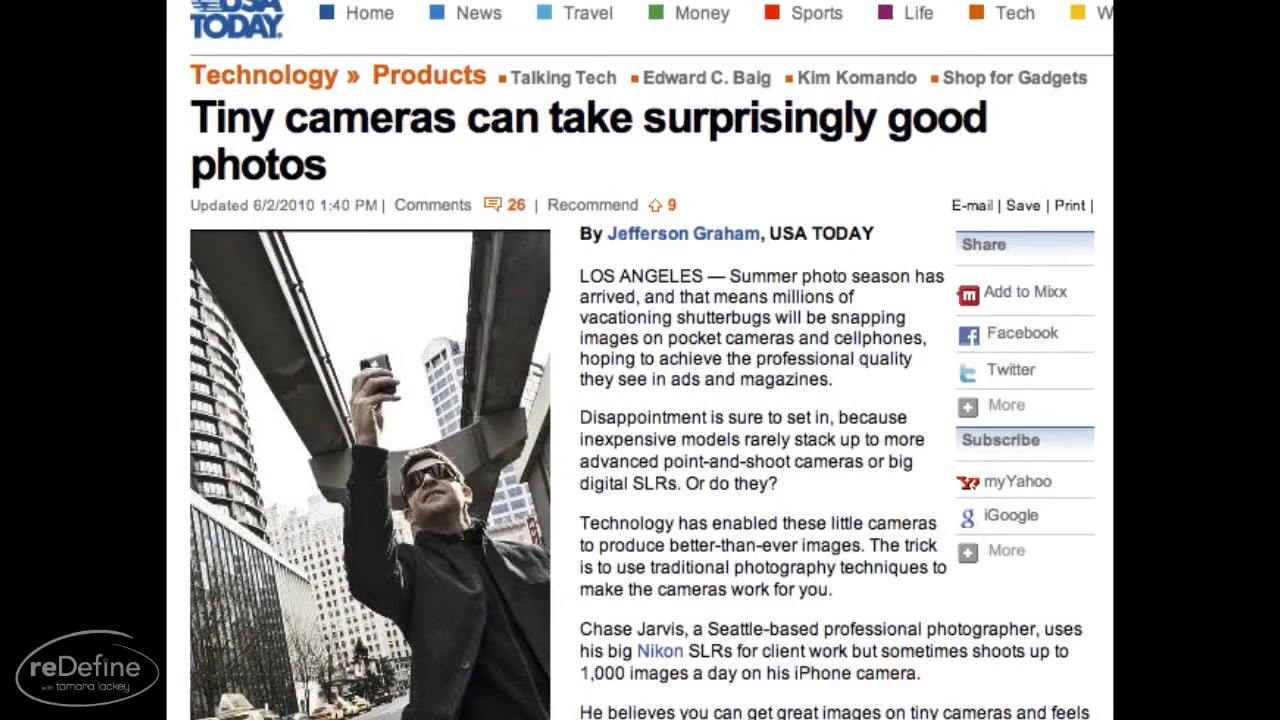 USA
TODAY.
Home News Travel Money Sports Life Tech W
Technology » Products Talking Tech Edward C. Baig Kim Komando Shop for Gadgets
Tiny cameras can take surprisingly good
photos
Updated 6/2/2010 1:40 PM | Comments 26 | Recommend 9
E-mail | Save | Print |
By Jefferson Graham, USA TODAY
LOS ANGELES — Summer photo season has
arrived, and that means millions of
vacationing shutterbugs will be snapping
images on pocket cameras and cellphones,
hoping to achieve the professional quality
they see in ads and magazines.
Disappointment is sure to set in, because
inexpensive models rarely stack up to more
advanced point-and-shoot cameras or big
digital SLRs. Or do they?
Technology has enabled these little cameras
to produce better-than-ever images. The trick
is to use traditional photography techniques to
make the cameras work for you.
Chase Jarvis, a Seattle-based professional photographer, uses
his big Nikon SLRs for client work but sometimes shoots up to
1,000 images a day on his iPhone camera.
He believes you can get great images on tiny cameras and feels
Share
m Add to Mixx
f Facebook
t Twitter
+ More
Subscribe
Y! myYahoo
g iGoogle
+ More
reDefine
with tamara lackey